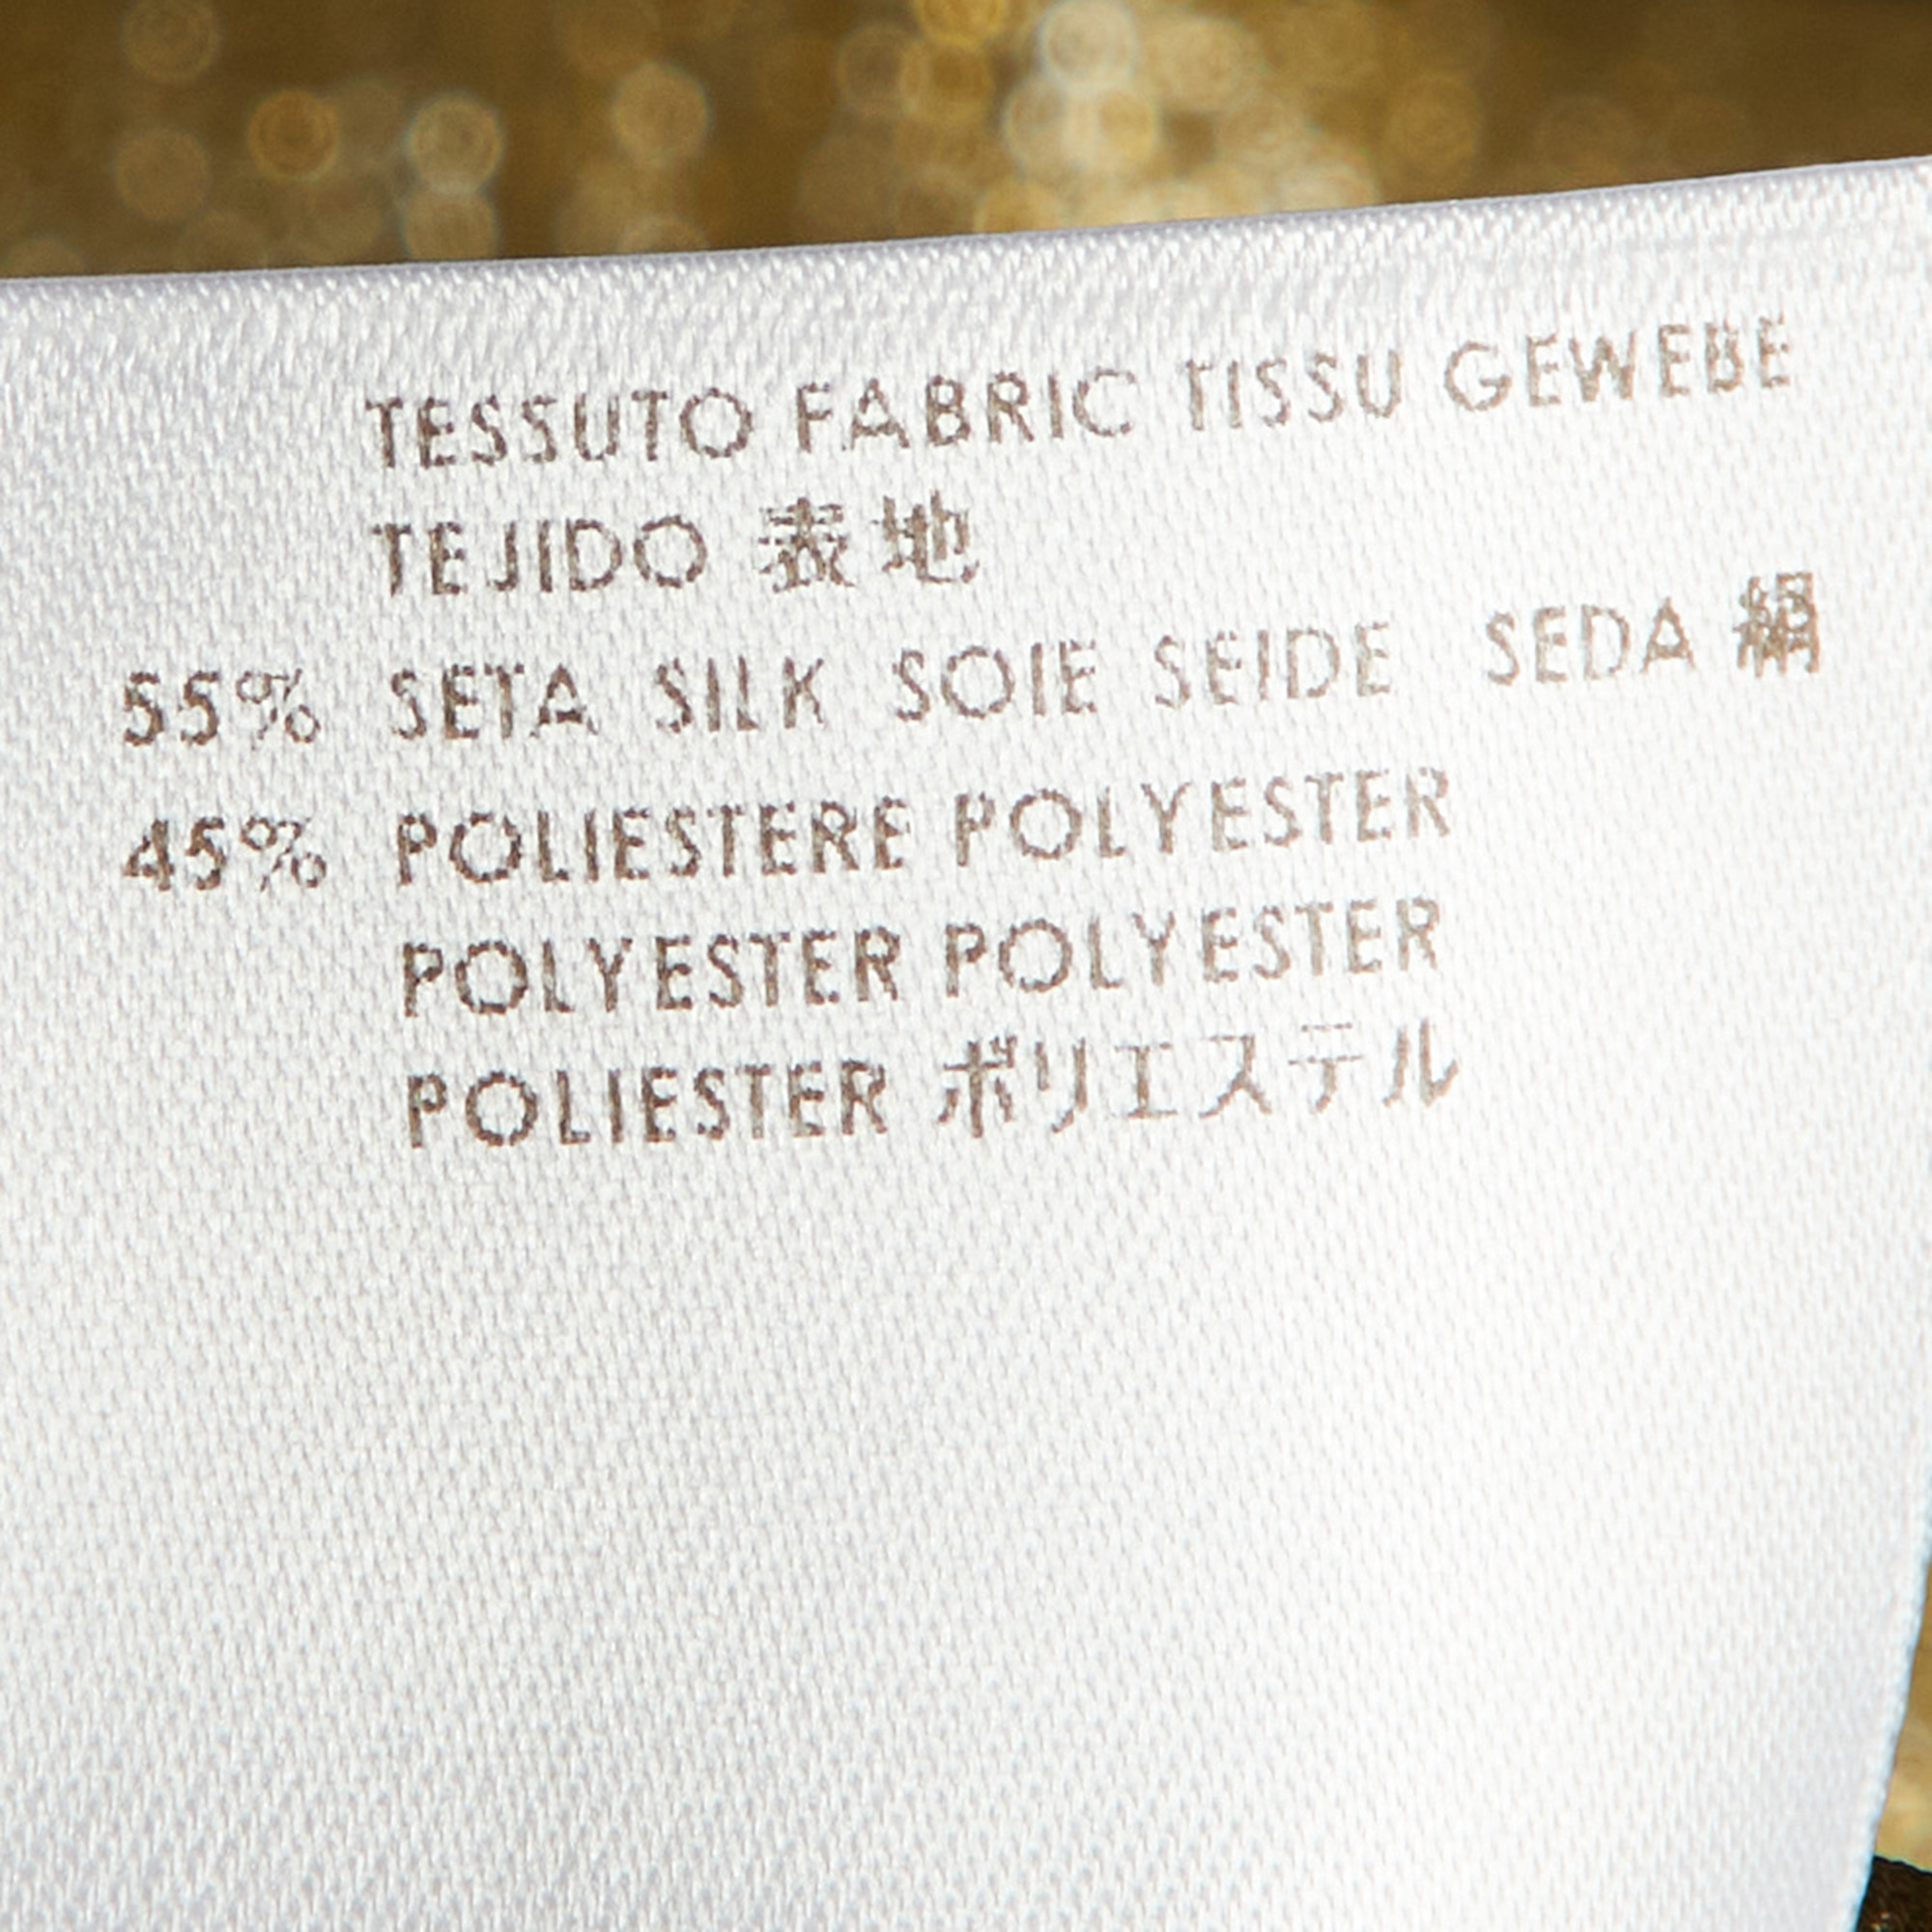 TESSUTO FABRIC TISSU GEWEBE
TEJIDO 表地
55% SETA SILK SOIE SEIDE SEDA 絹
45% POLIESTERE POLYESTER
POLYESTER POLYESTER
POLIESTER ポリエステル